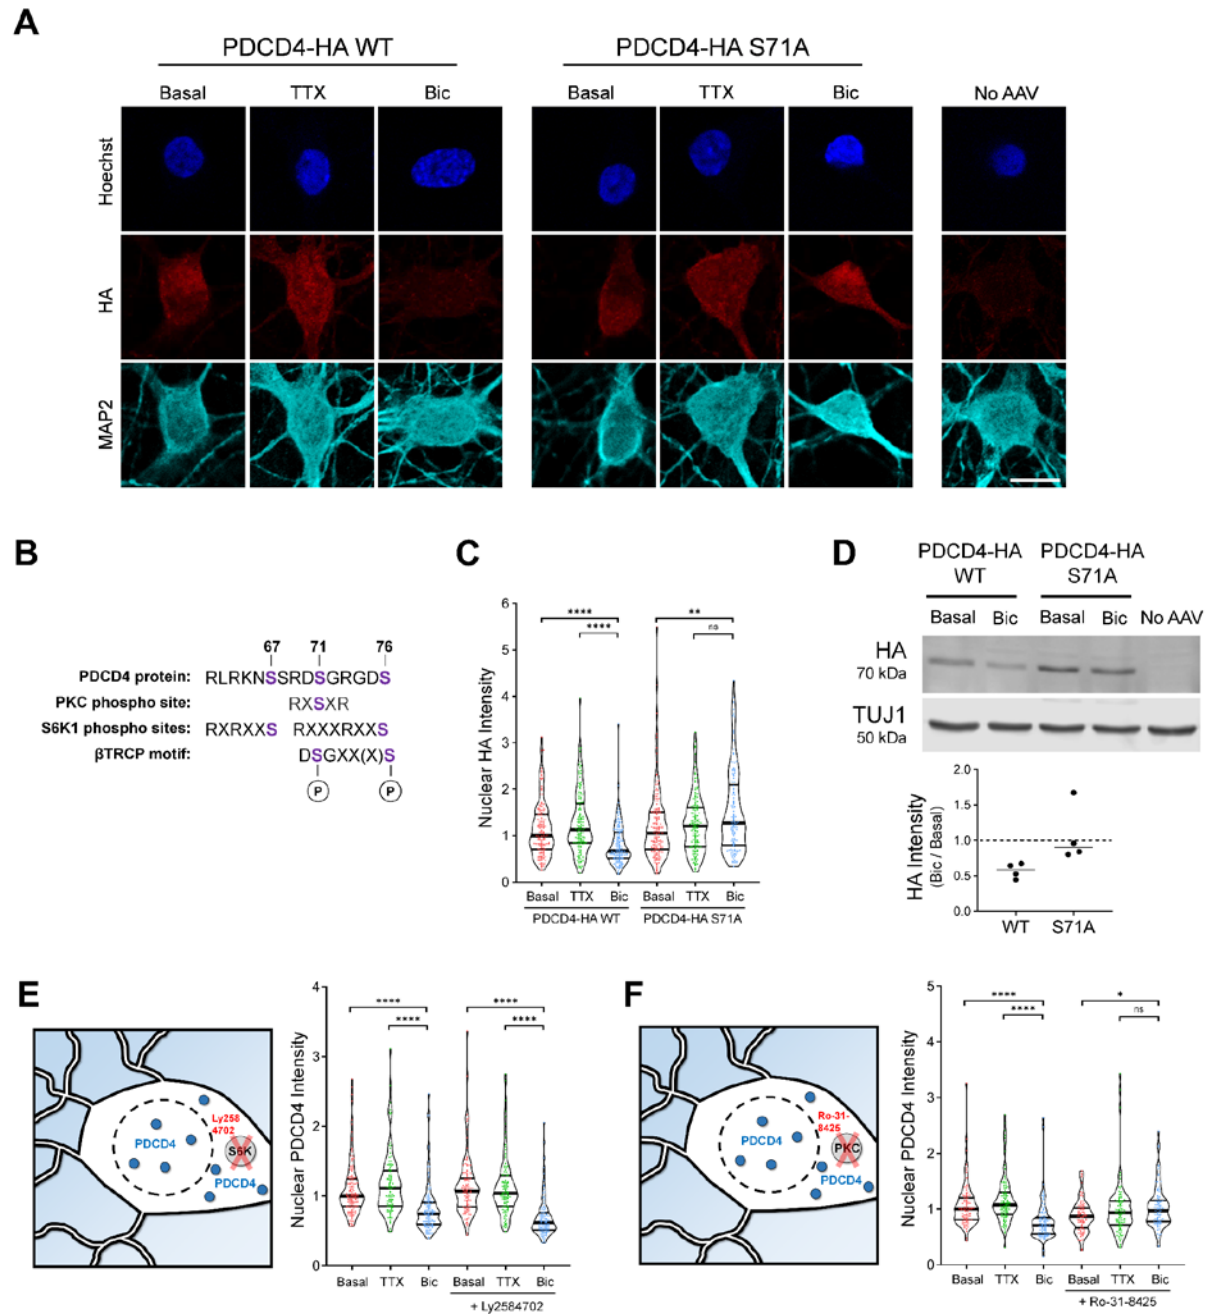 A
PDCD4-HA WT
PDCD4-HA S71A
Basal TTX Bic Basal TTX Bic No AAV
Hoechst
HA
MAP2
B
67 71 76
PDCD4 protein: RLRKNSSRDSGRGDS
PKC phospho site: RXSXR
S6K1 phospho sites: RXRXXS RXXXRXXS
βTRCP motif: DSGXX(X)S
P P
C
Nuclear HA Intensity
6
5
4
3
2
1
0
**** ****
** ns
Basal TTX Bic Basal TTX Bic
PDCD4-HA WT PDCD4-HA S71A
D
PDCD4-HA WT
PDCD4-HA S71A
Basal Bic Basal Bic No AAV
HA
70 kDa
TUJ1
50 kDa
HA Intensity
(Bic / Basal)
2.0
1.5
1.0
0.5
0.0
WT S71A
E
PDCD4
Ly258
4702
S6K
PDCD4
Nuclear PDCD4 Intensity
4
3
2
1
0
**** ****
**** ****
Basal TTX Bic Basal TTX Bic
+ Ly2584702
F
PDCD4
Ro-31-
8425
PKC
PDCD4
Nuclear PDCD4 Intensity
5
4
3
2
1
0
**** ****
* ns
Basal TTX Bic Basal TTX Bic
+ Ro-31-8425